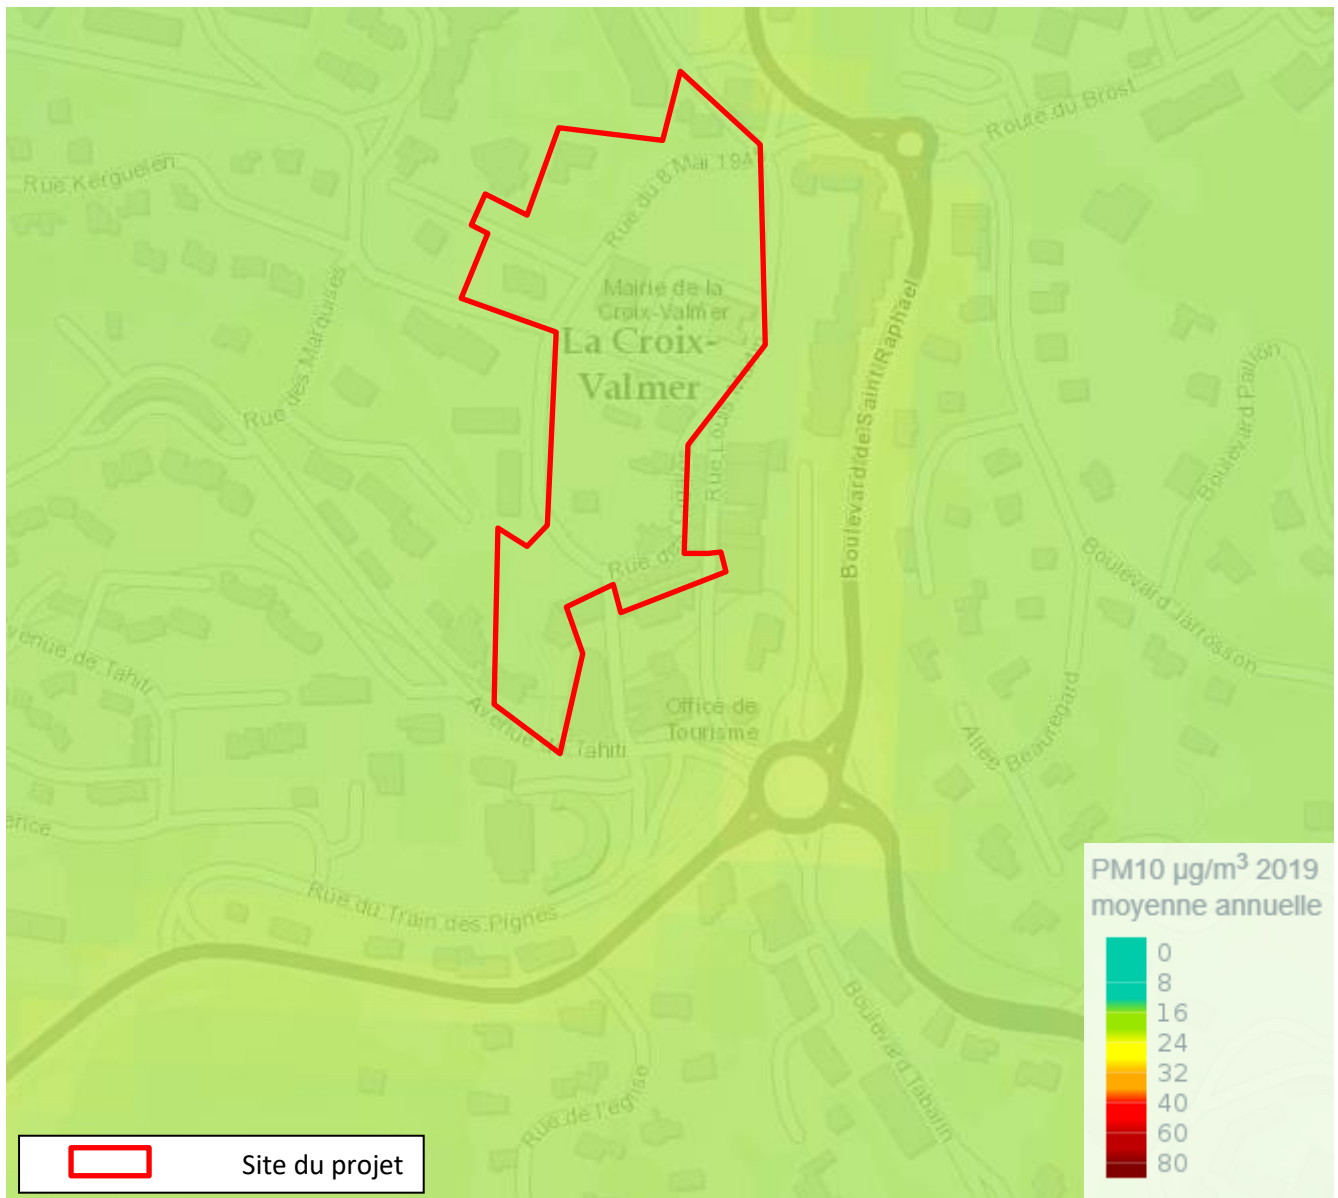 Route du Brost
Rue Kerguelen
Rue du 8 Mai 194
Rue des Marquises
Mairie de la
Croix-Valmer
La Croix-
Valmer
Boulevard de Saint Raphael
Boulevard Pallon
Rue Louis
Rue des
Boulevard Jarrosson
venue de Tahiti
Avenue de Tahiti
Office de
Tourisme
Allée Beauregard
Rue du Train des Pignes
Boulevard Tabarin
Rue de l'église
PM10 µg/m³ 2019
moyenne annuelle
0
8
16
24
32
40
60
80
Site du projet